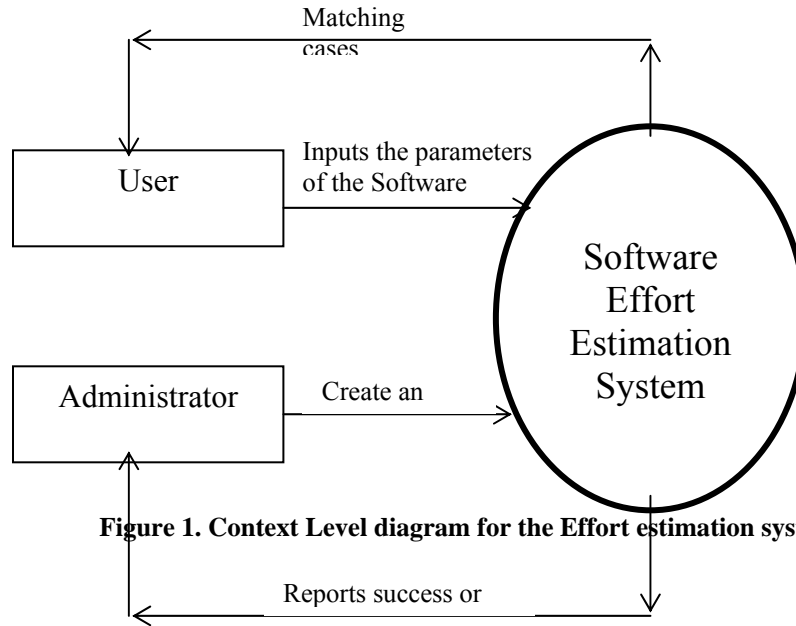 Matching
cases
User
Inputs the parameters
of the Software
Software
Effort
Estimation
System
Administrator
Create an
Figure 1. Context Level diagram for the Effort estimation sys
Reports success or